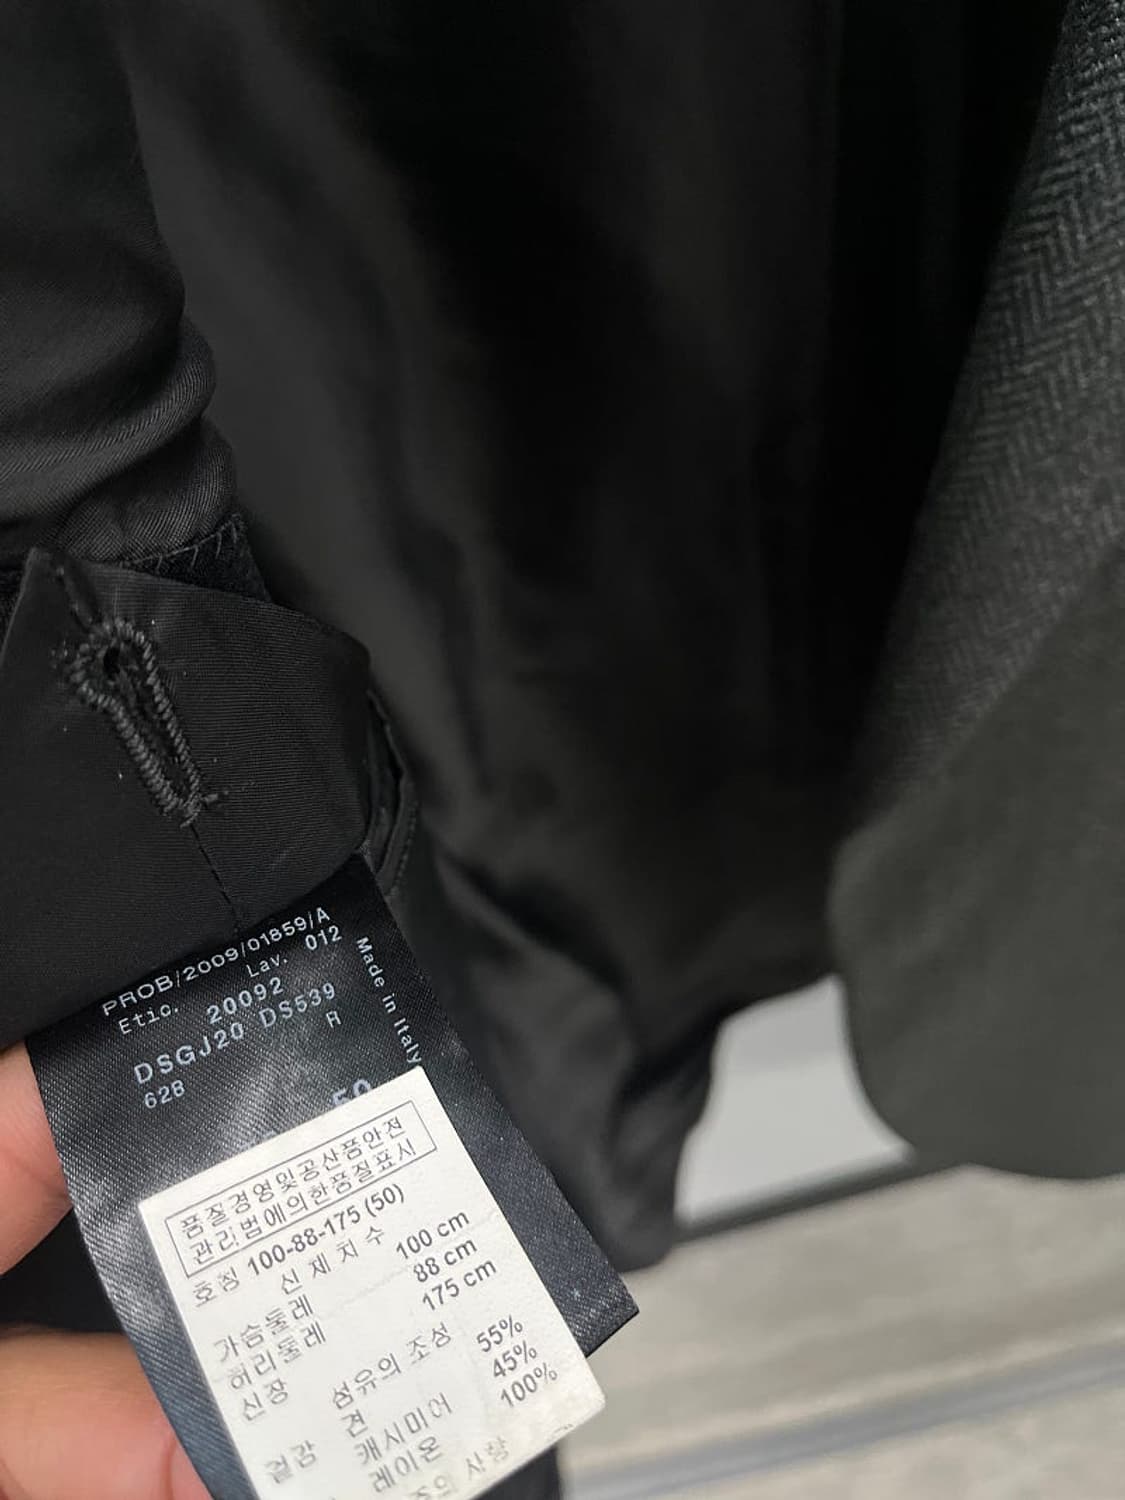 PROB/2009/01859/A
Lav. 012
Etic. 20092
DSGJ20 DS539
R
628
50
Made in Italy
품질경영및공산품안전
관리법에의한품질표시
호칭 100-88-175 (50)
신체치수
가슴둘레 100 cm
허리둘레 88 cm
신장 175 cm
섬유의 조성
겉감 견 55%
캐시미어 45%
레이온 100%